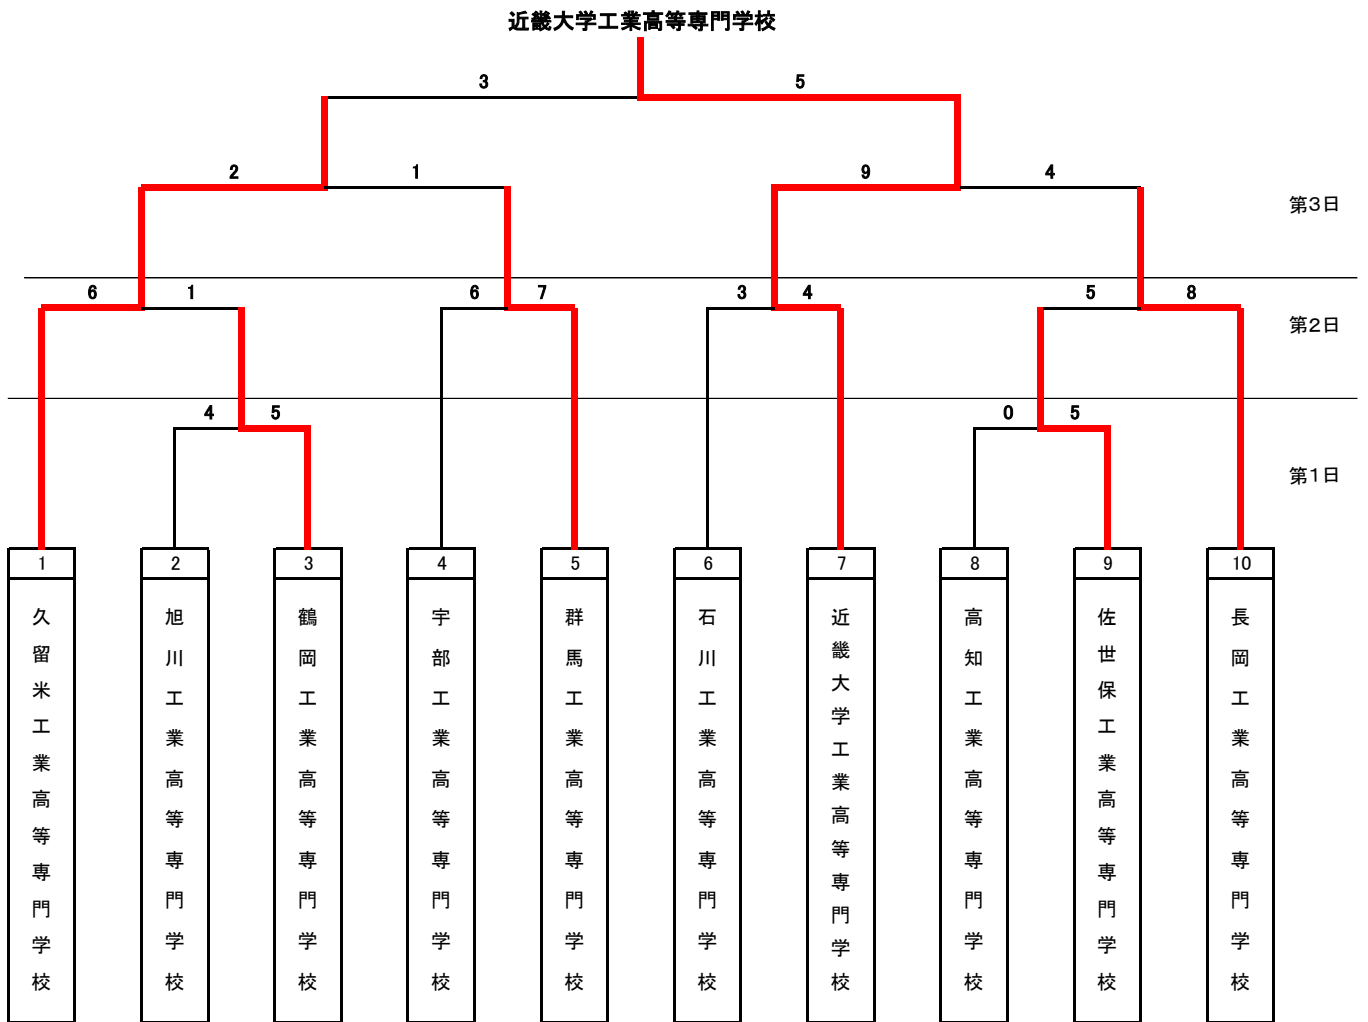 近畿大学工業高等専門学校
3 5
2 1 9 4
第3日
6 1 6 7 3 4 5 8
第2日
4 5 0 5
第1日
1 2 3 4 5 6 7 8 9 10
久留米工業高等専門学校
旭川工業高等専門学校
鶴岡工業高等専門学校
宇部工業高等専門学校
群馬工業高等専門学校
石川工業高等専門学校
近畿大学工業高等専門学校
高知工業高等専門学校
佐世保工業高等専門学校
長岡工業高等専門学校